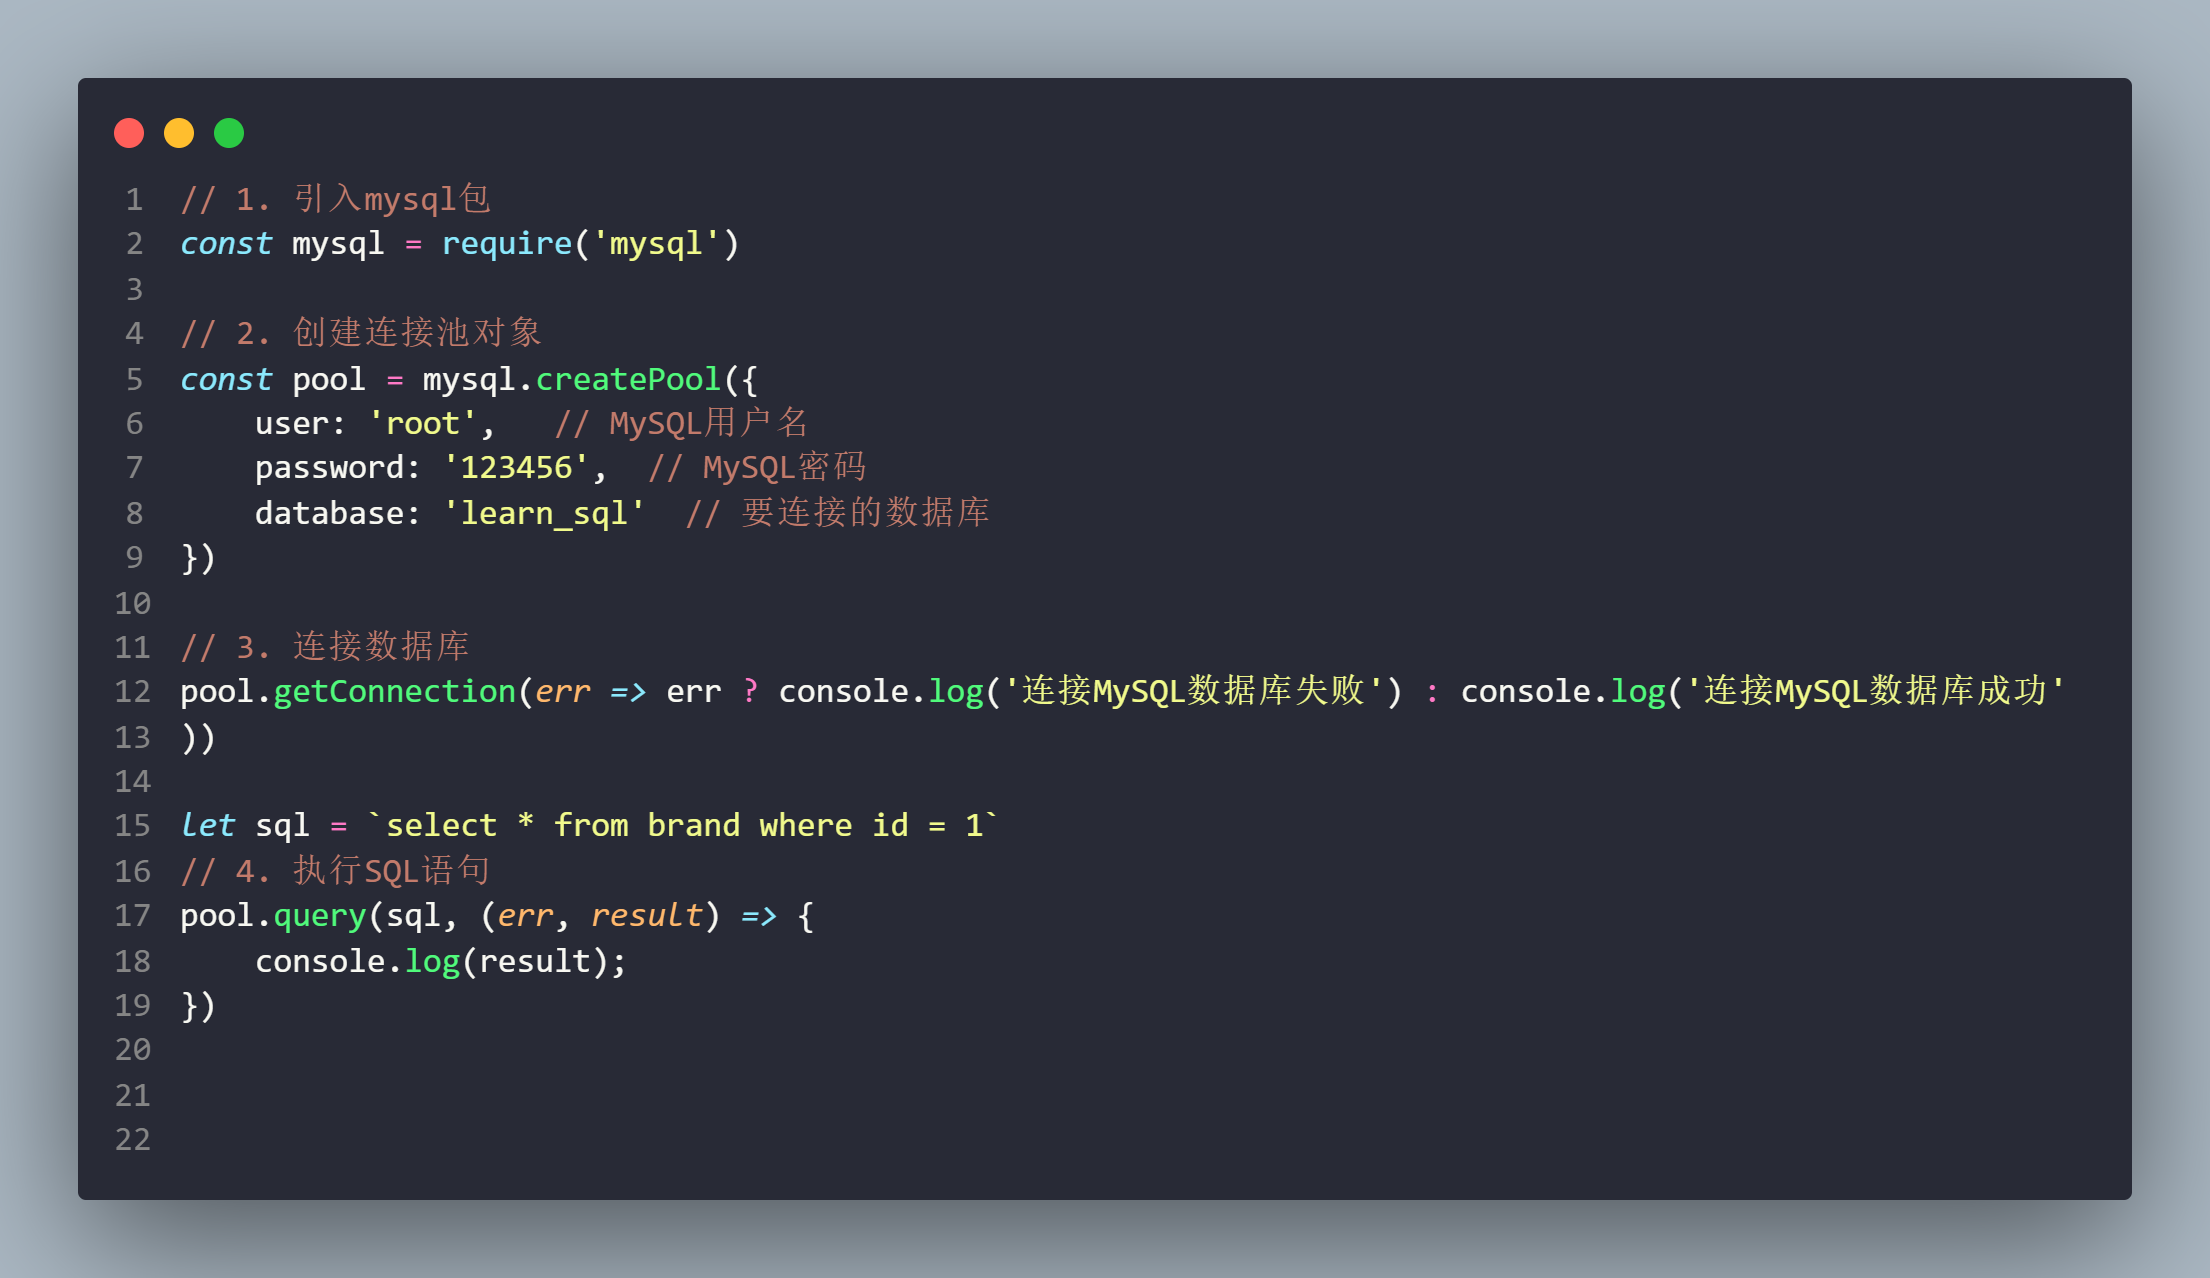 1 // 1. 引入mysql包
2 const mysql = require('mysql')
3
4 // 2. 创建连接池对象
5 const pool = mysql.createPool({
6     user: 'root',   // MySQL用户名
7     password: '123456',  // MySQL密码
8     database: 'learn_sql'  // 要连接的数据库
9 })
10
11 // 3. 连接数据库
12 pool.getConnection(err => err ? console.log('连接MySQL数据库失败') : console.log('连接MySQL数据库成功'
13 ))
14
15 let sql = `select * from brand where id = 1`
16 // 4. 执行SQL语句
17 pool.query(sql, (err, result) => {
18     console.log(result);
19 })
20
21
22